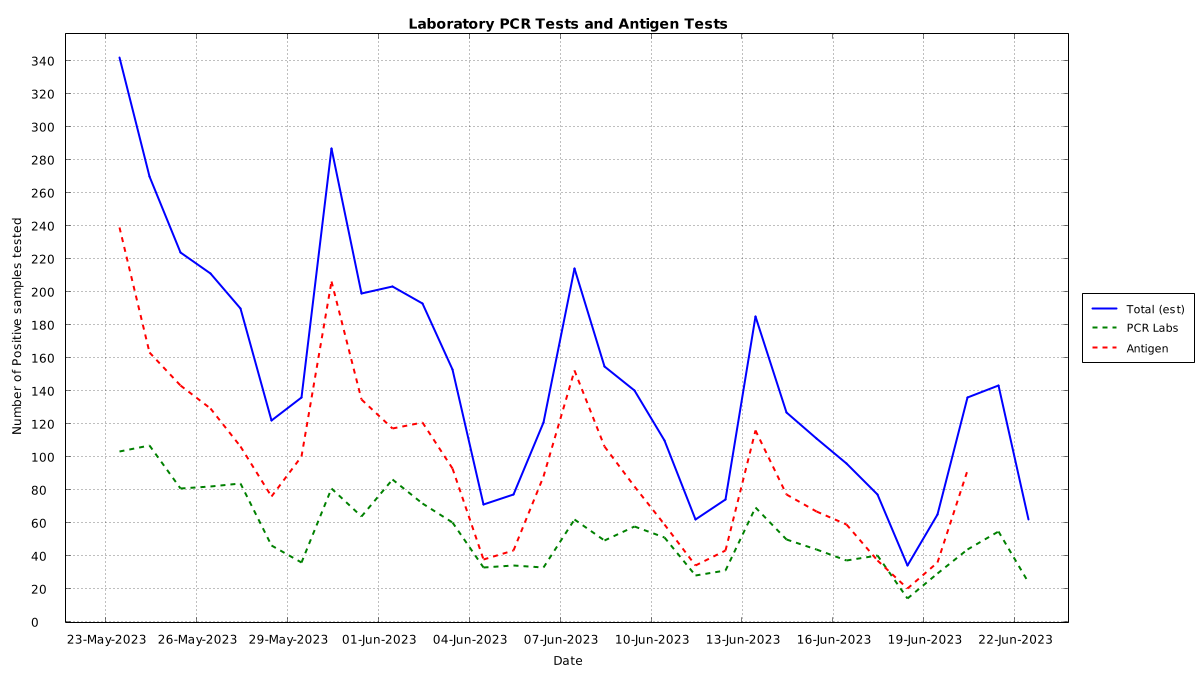 Laboratory PCR Tests and Antigen Tests
Number of Positive samples tested
340
320
300
280
260
240
220
200
180
160
140
120
100
80
60
40
20
0
23-May-2023 26-May-2023 29-May-2023 01-Jun-2023 04-Jun-2023 07-Jun-2023 10-Jun-2023 13-Jun-2023 16-Jun-2023 19-Jun-2023 22-Jun-2023
Date
Total (est)
PCR Labs
Antigen